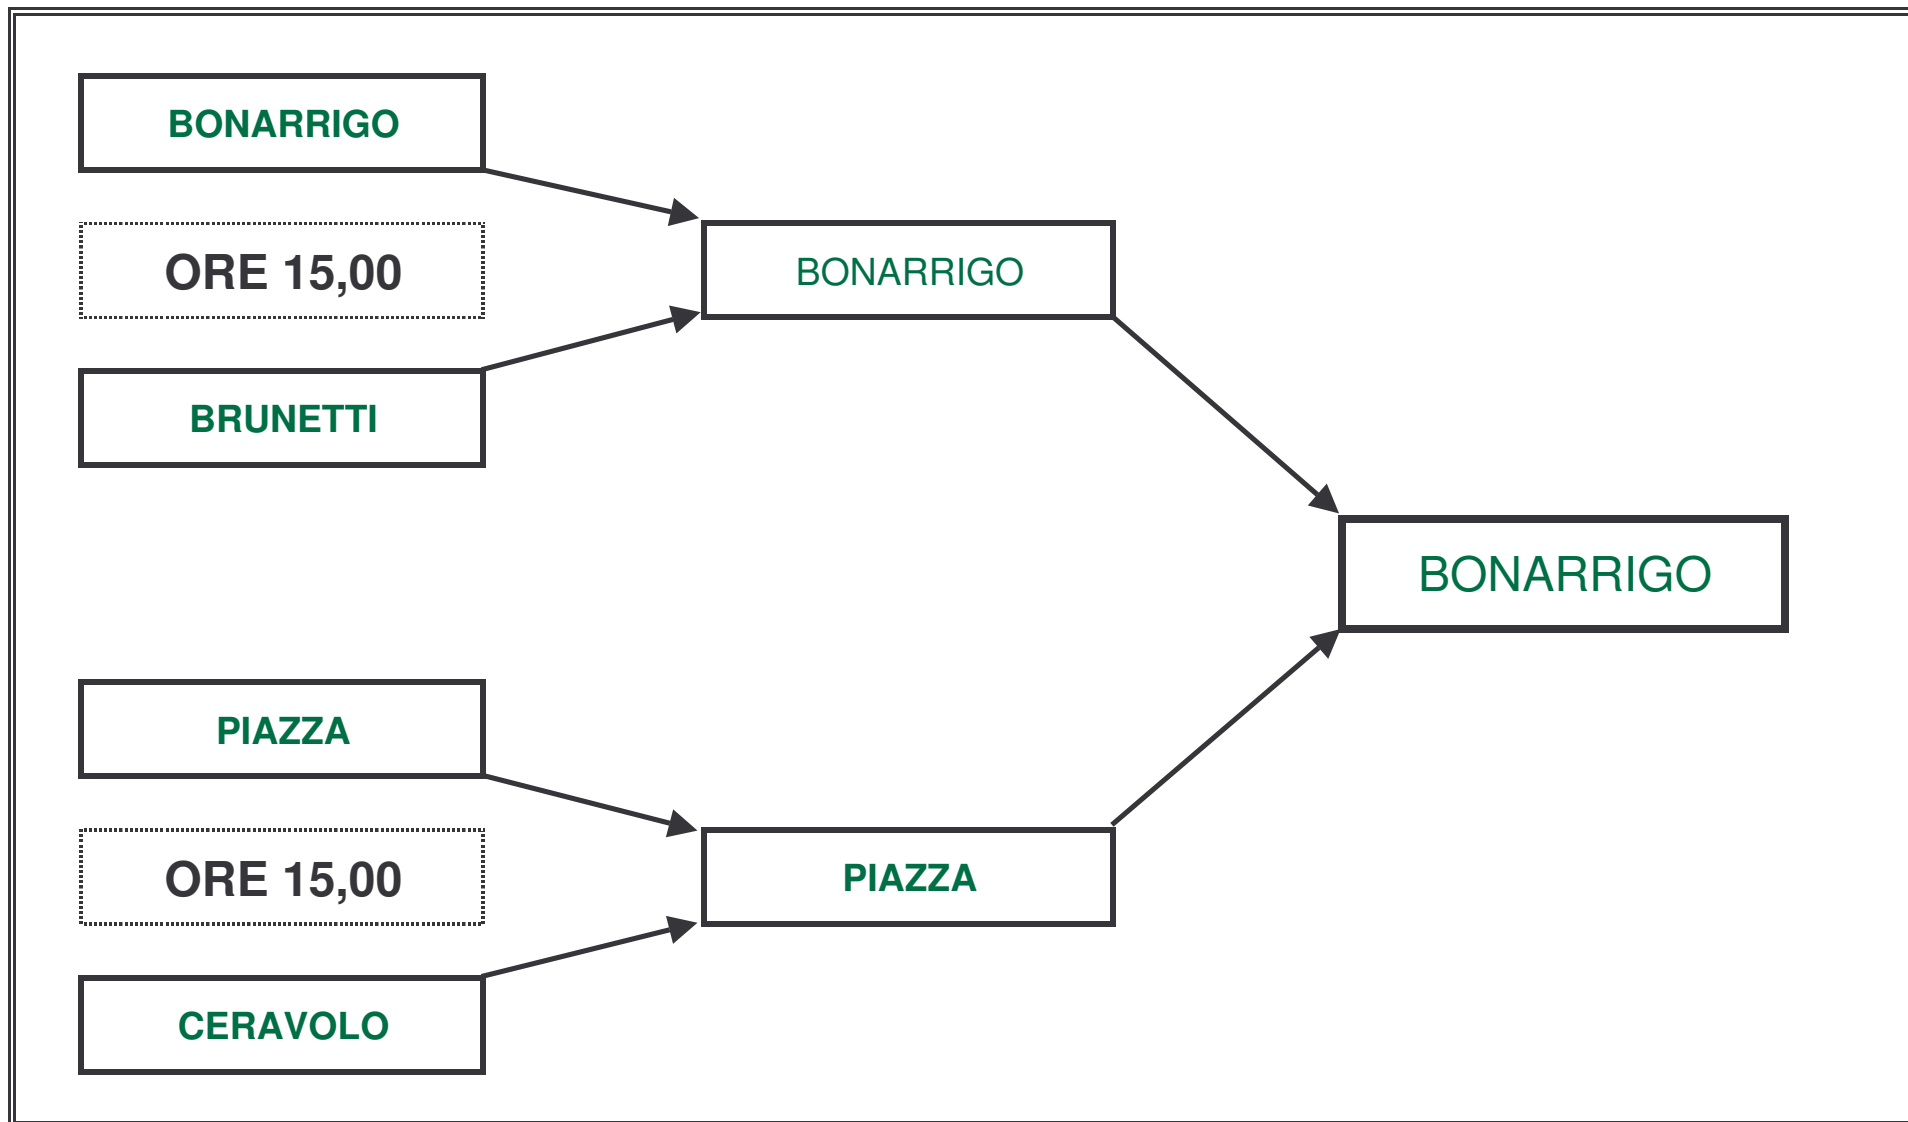 BONARRIGO
ORE 15,00
BONARRIGO
BRUNETTI
BONARRIGO
PIAZZA
ORE 15,00
PIAZZA
CERAVOLO